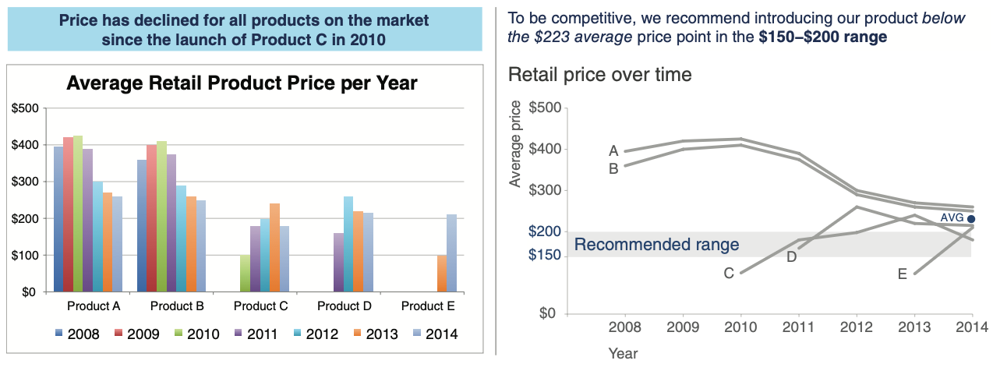 Price has declined for all products on the market
since the launch of Product C in 2010
Average Retail Product Price per Year
$500
$400
$300
$200
$100
$0
Product A
Product B
Product C
Product D
Product E
2008
2009
2010
2011
2012
2013
2014
To be competitive, we recommend introducing our product below
the $223 average price point in the $150–$200 range
Retail price over time
Average price
$500
$400
$300
$200
$150
$0
A
B
AVG
Recommended range
D
C
E
2008
2009
2010
2011
2012
2013
2014
Year